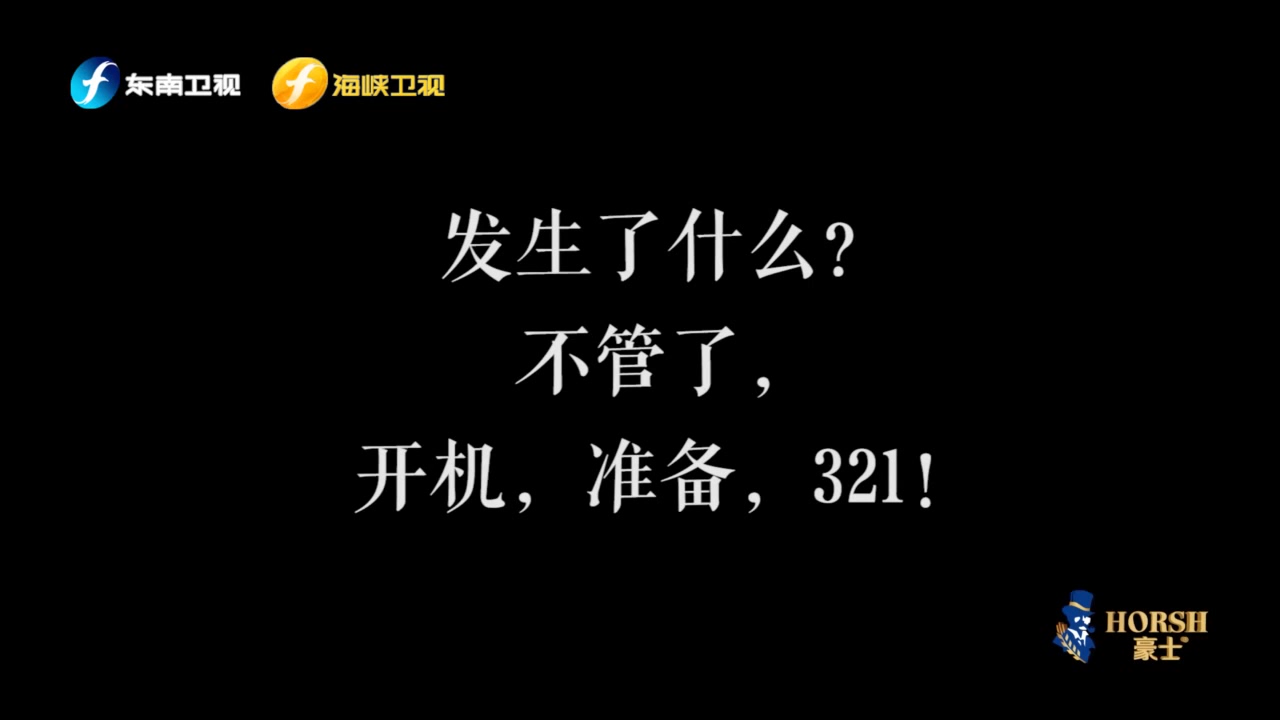 东南卫视 海峡卫视
发生了什么?
不管了,
开机, 准备, 321!
HORSH
豪士®